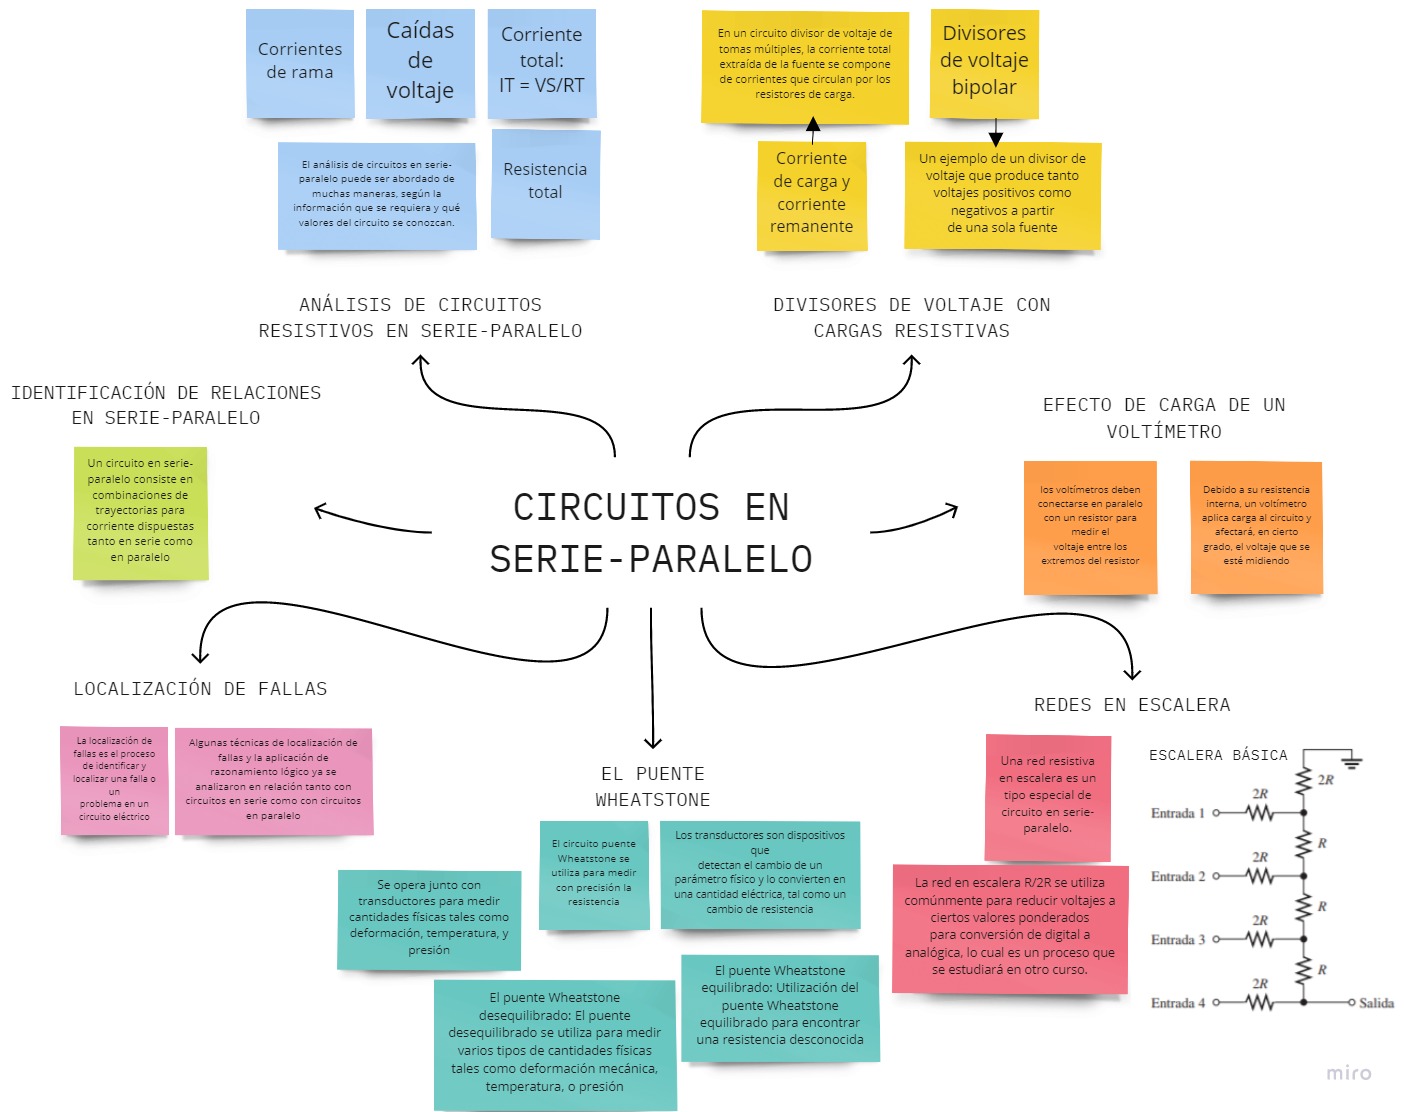 Corrientes
de rama
Caídas
de
voltaje
Corriente
total:
IT = VS/RT
El análisis de circuitos en serie-
paralelo puede ser abordado de
muchas maneras, según la
información que se requiera y qué
valores del circuito se conozcan.
Resistencia
total
ANÁLISIS DE CIRCUITOS
RESISTIVOS EN SERIE-PARALELO
En un circuito divisor de voltaje de
tomas múltiples, la corriente total
extraída de la fuente se compone
de corrientes que circulan por los
resistores de carga.
Divisores
de voltaje
bipolar
Corriente
de carga y
corriente
remanente
Un ejemplo de un divisor de
voltaje que produce tanto
voltajes positivos como
negativos a partir
de una sola fuente
DIVISORES DE VOLTAJE CON
CARGAS RESISTIVAS
IDENTIFICACIÓN DE RELACIONES
EN SERIE-PARALELO
Un circuito en serie-
paralelo consiste en
combinaciones de
trayectorias para
corriente dispuestas
tanto en serie como
en paralelo
CIRCUITOS EN
SERIE-PARALELO
EFECTO DE CARGA DE UN
VOLTÍMETRO
los voltímetros deben
conectarse en paralelo
con un resistor para
medir el
voltaje entre los
extremos del resistor
Debido a su resistencia
interna, un voltímetro
aplica carga al circuito y
afectará, en cierto
grado, el voltaje que se
esté midiendo
LOCALIZACIÓN DE FALLAS
La localización de
fallas es el proceso
de identificar y
localizar una falla o
un
problema en un
circuito eléctrico
Algunas técnicas de localización de
fallas y la aplicación de
razonamiento lógico ya se
analizaron en relación tanto con
circuitos en serie como con circuitos
en paralelo
EL PUENTE
WHEATSTONE
El circuito puente
Wheatstone se
utiliza para medir
con precisión la
resistencia
Los transductores son dispositivos
que
detectan el cambio de un
parámetro físico y lo convierten en
una cantidad eléctrica, tal como un
cambio de resistencia
Se opera junto con
transductores para medir
cantidades físicas tales como
deformación, temperatura, y
presión
El puente Wheatstone
desequilibrado: El puente
desequilibrado se utiliza para medir
varios tipos de cantidades físicas
tales como deformación mecánica,
temperatura, o presión
El puente Wheatstone
equilibrado: Utilización del
puente Wheatstone
equilibrado para encontrar
una resistencia desconocida
REDES EN ESCALERA
Una red resistiva
en escalera es un
tipo especial de
circuito en serie-
paralelo.
La red en escalera R/2R se utiliza
comúnmente para reducir voltajes a
ciertos valores ponderados
para conversión de digital a
analógica, lo cual es un proceso que
se estudiará en otro curso.
ESCALERA BÁSICA
2R
2R
Entrada 1
R
2R
Entrada 2
R
2R
Entrada 3
R
2R
Entrada 4
Salida
miro